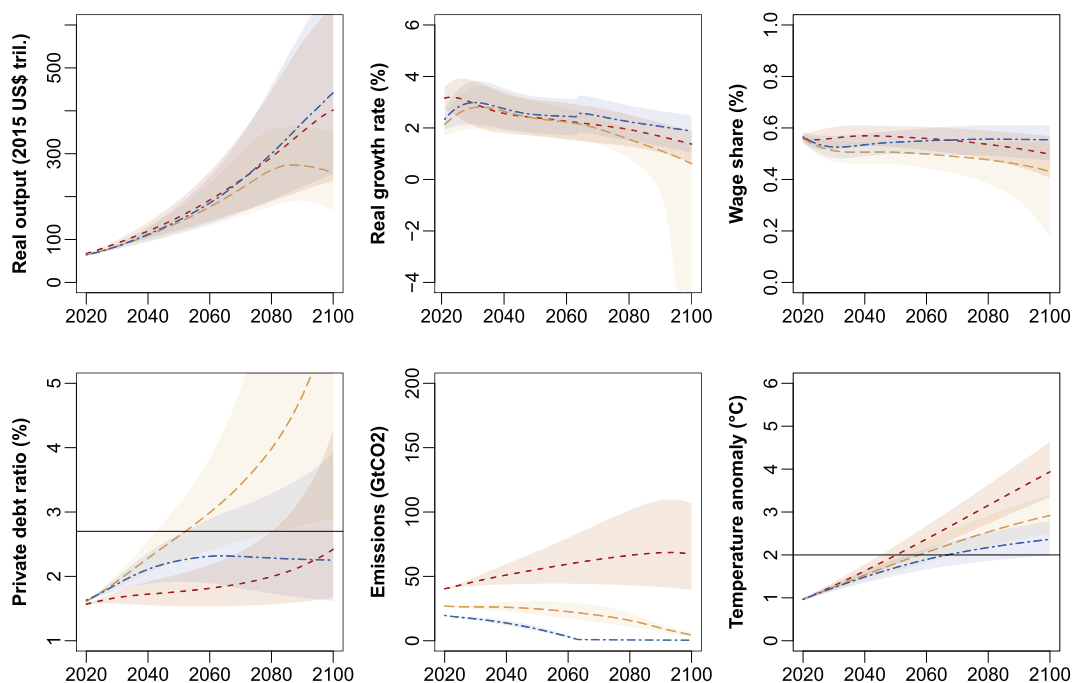 Real output (2015 US$ tril.)
0
100
300
500
2020 2040 2060 2080 2100
Real growth rate (%)
−4
−2
0
2
4
6
2020 2040 2060 2080 2100
Wage share (%)
0.0
0.2
0.4
0.6
0.8
1.0
2020 2040 2060 2080 2100
Private debt ratio (%)
1
2
3
4
5
2020 2040 2060 2080 2100
Emissions (GtCO2)
0
50
100
150
200
2020 2040 2060 2080 2100
Temperature anomaly (°C)
0
1
2
3
4
5
6
2020 2040 2060 2080 2100